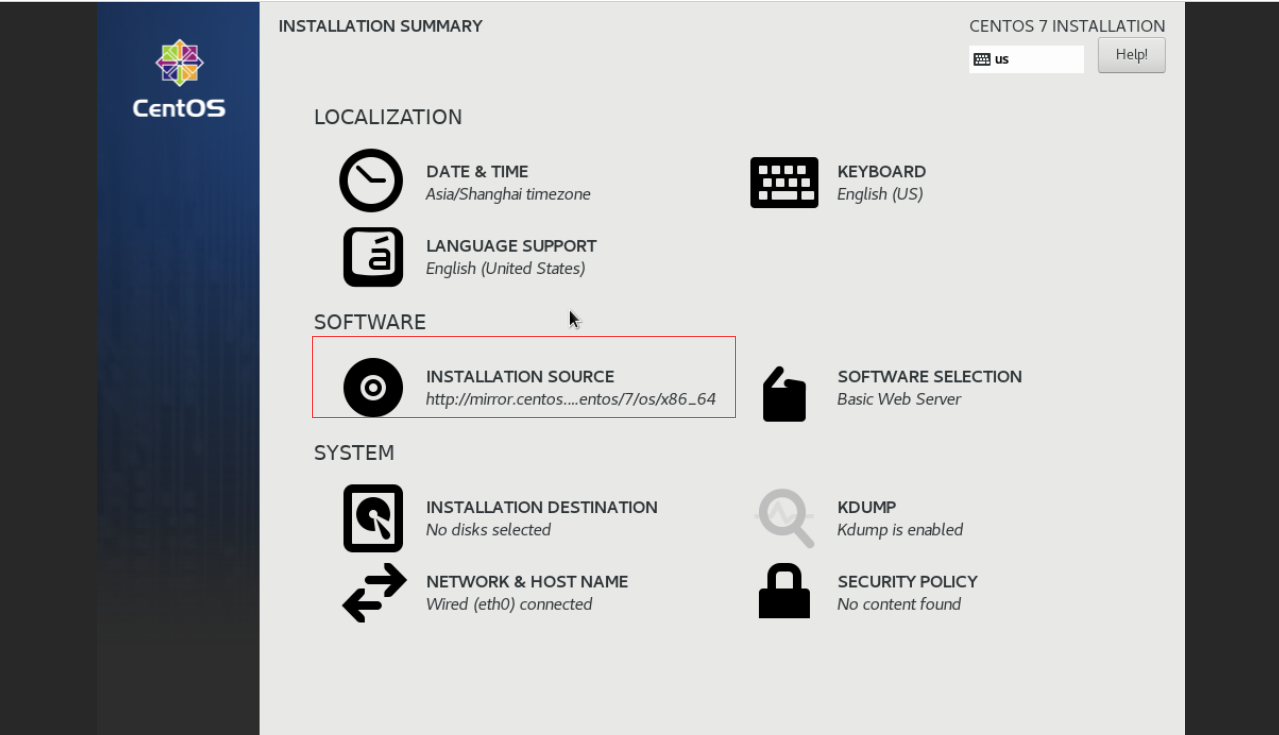 INSTALLATION SUMMARY
CENTOS 7 INSTALLATION
us
Help!
CentOS
LOCALIZATION
DATE & TIME
Asia/Shanghai timezone
KEYBOARD
English (US)
LANGUAGE SUPPORT
English (United States)
SOFTWARE
INSTALLATION SOURCE
http://mirror.centos....entos/7/os/x86_64
SOFTWARE SELECTION
Basic Web Server
SYSTEM
INSTALLATION DESTINATION
No disks selected
KDUMP
Kdump is enabled
NETWORK & HOST NAME
Wired (eth0) connected
SECURITY POLICY
No content found